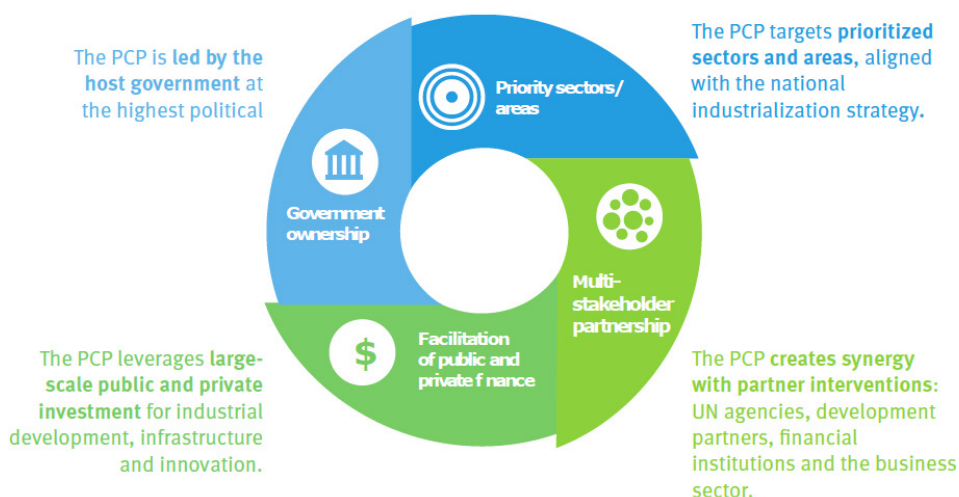 The PCP is led by the
host government at
the highest political
Priority sectors/
areas
The PCP targets prioritized
sectors and areas, aligned
with the national
industrialization strategy.
Government
ownership
Multi-
stakeholder
partnership
Facilitation
of public and
private f nance
$
The PCP leverages large-
scale public and private
investment for industrial
development, infrastructure
and innovation.
The PCP creates synergy
with partner interventions:
UN agencies, development
partners, financial
institutions and the business
sector.